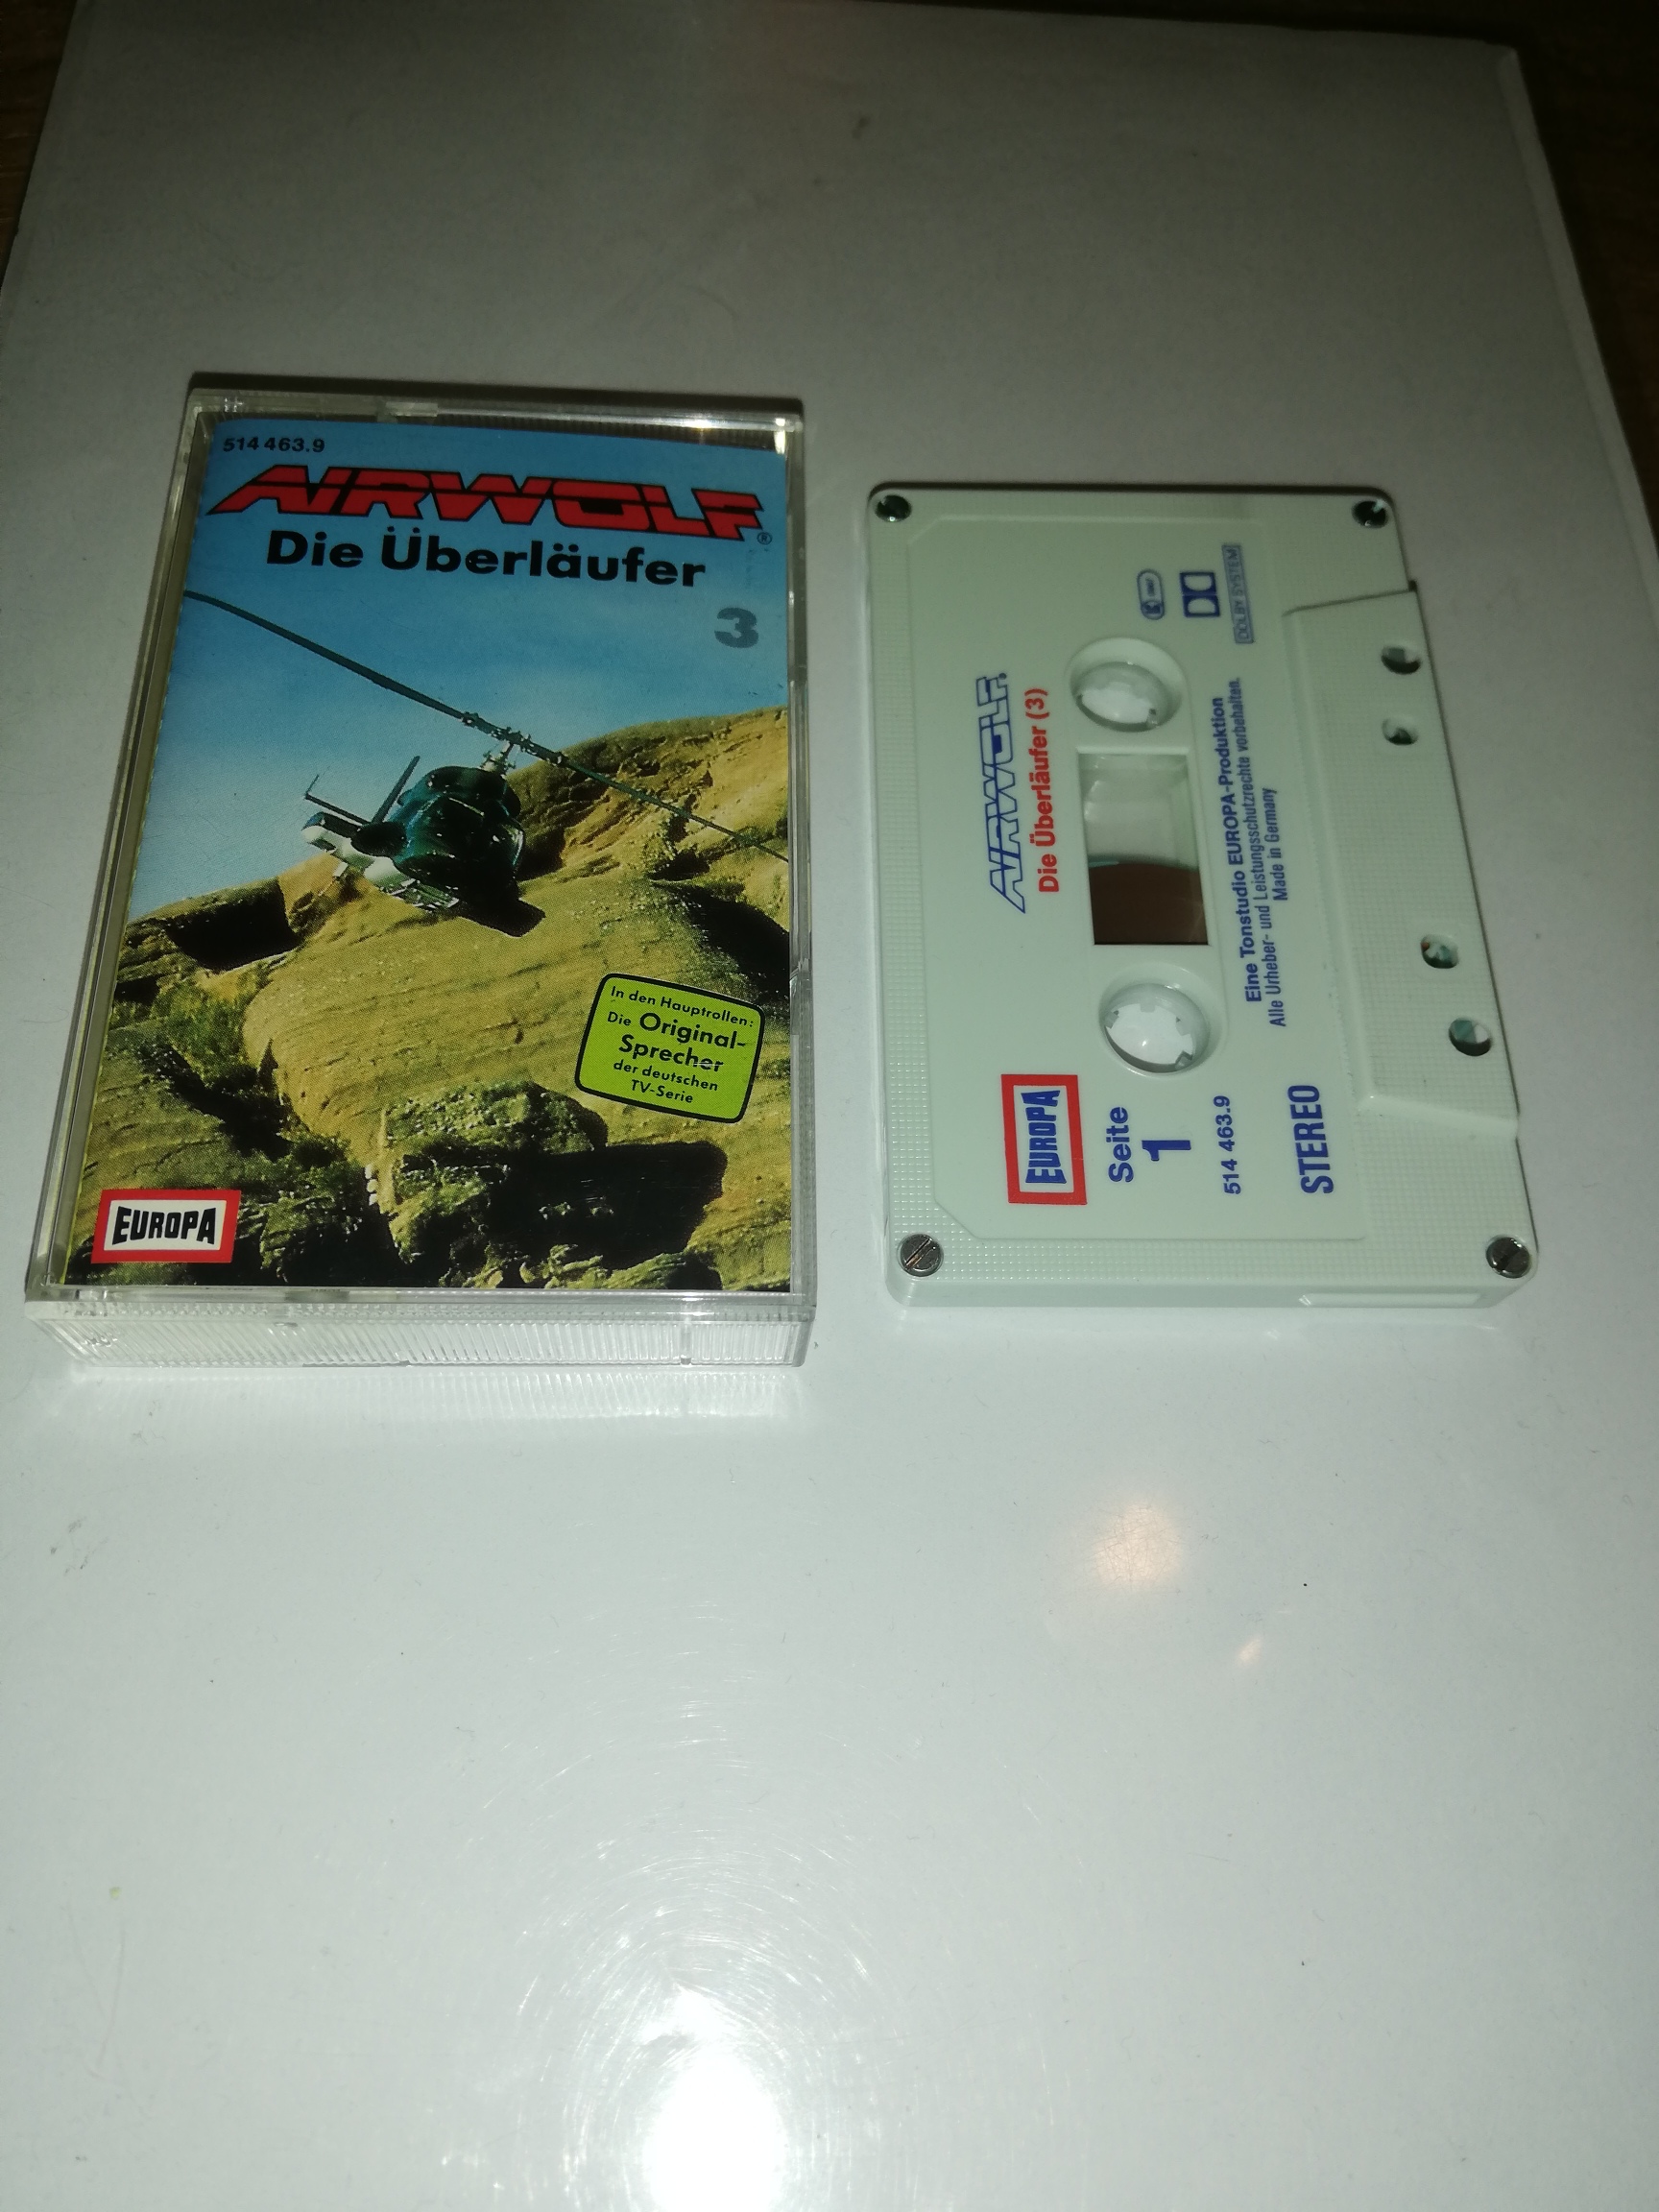 514 463.9
AIRWOLF®
Die Überläufer
3
In den Hauptrollen:
Die Original-
Sprecher
der deutschen
TV-Serie
EUROPA
AIRWOLF®
Die Überläufer (3)
EUROPA
Seite
1
514 463.9
STEREO
DOLBY SYSTEM
Eine Tonstudio EUROPA-Produktion
Alle Urheber- und Leistungsschutzrechte vorbehalten.
Made in Germany